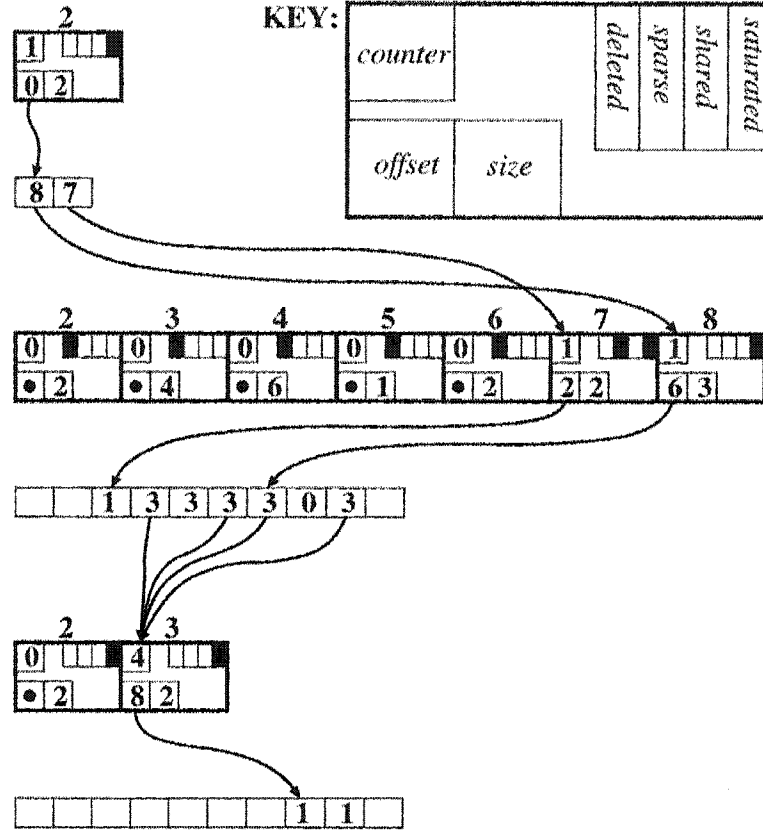 2
KEY:
1
0 2
counter
deleted
sparse
shared
saturated
offset size
8 7
2 3 4 5 6 7 8
0 0 0 0 0 1 1
• 2 • 4 • 6 • 1 • 2 2 2 6 3
1 3 3 3 3 0 3
2 3
0 4
• 2 8 2
1 1